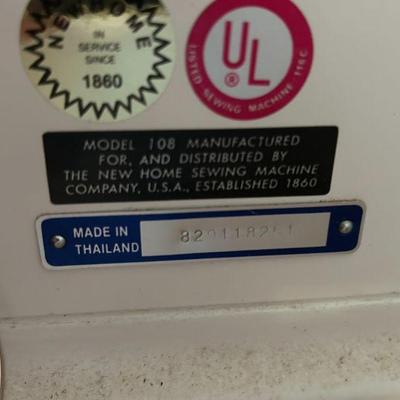 NEW HOME
IN
SERVICE
SINCE
1860
UL
®
LISTED SEWING MACHINE 116C
MODEL 108 MANUFACTURED
FOR, AND DISTRIBUTED BY
THE NEW HOME SEWING MACHINE
COMPANY, U.S.A., ESTABLISHED 1860
MADE IN
THAILAND